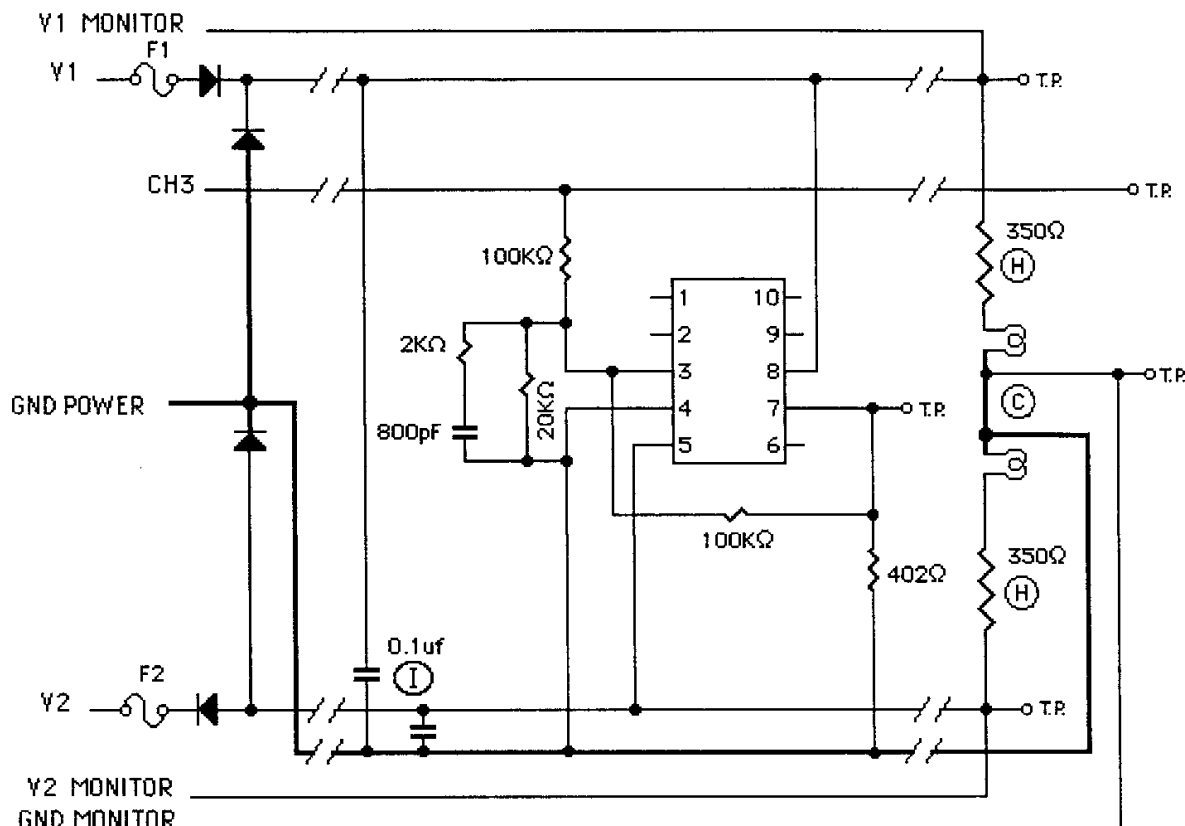 V1 MONITOR
F1
V1
T.P.
CH3
T.P.
100KΩ
350Ω
H
1 10
2 9
3 8
4 7
5 6
2KΩ
20KΩ
800pF
GND POWER
T.P.
T.P.
C
100KΩ
402Ω
350Ω
H
0.1uf
I
F2
V2
T.P.
V2 MONITOR
GND MONITOR